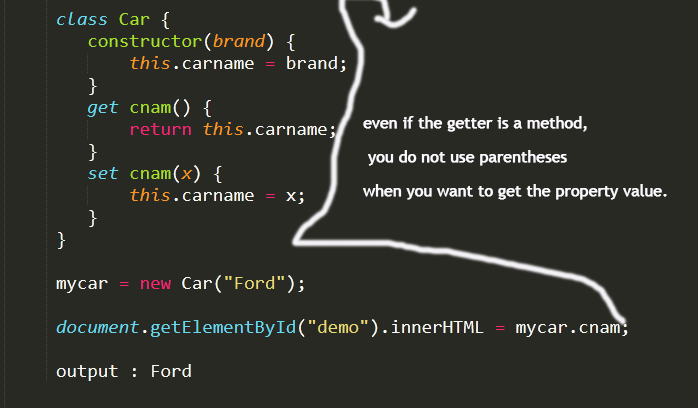 class Car {
constructor(brand) {
this.carname = brand;
}
get cnam() {
return this.carname;
}
set cnam(x) {
this.carname = x;
}
}
even if the getter is a method,
you do not use parentheses
when you want to get the property value.
mycar = new Car("Ford");
document.getElementById("demo").innerHTML = mycar.cnam;
output : Ford